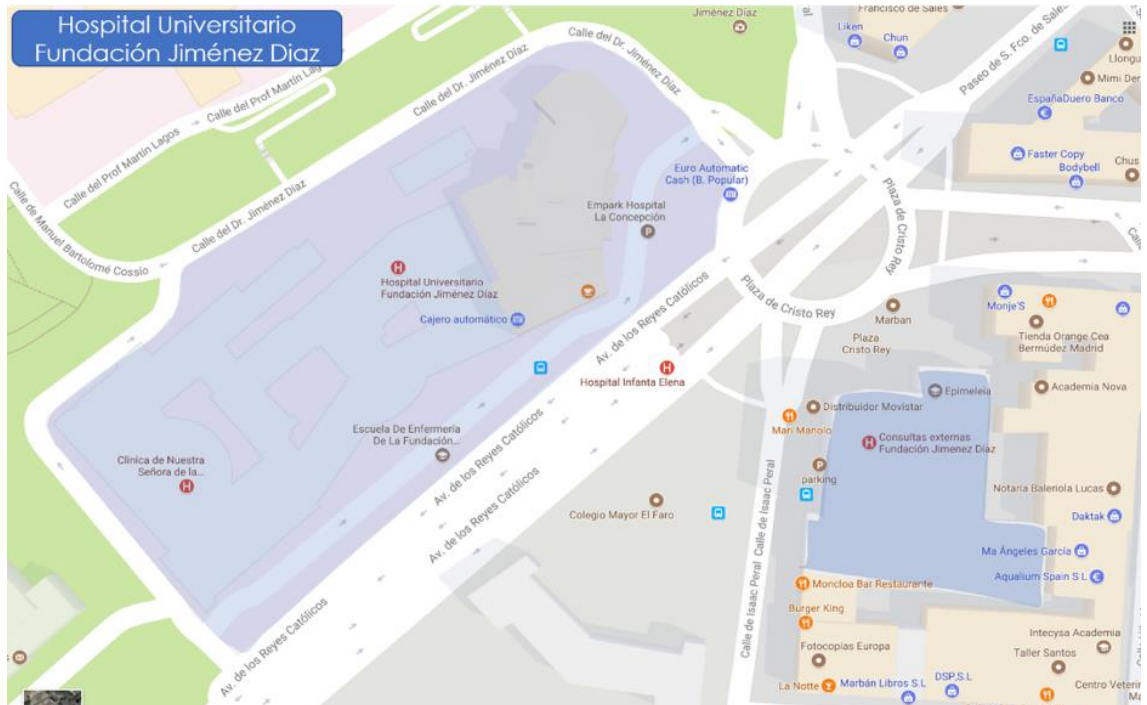 Hospital Universitario
Fundación Jiménez Diaz
Jiménez Díaz
Francisco de Sales
Liken
Chun
Llongu
Mimi De
EspañaDuero Banco
Faster Copy
Bodybell
Chus
Paseo de S. Fco. de Sales
Calle del Dr. Jiménez Díaz
Calle del Dr. Jiménez Díaz
Calle del Dr. Jiménez Díaz
Calle del Prof Martín Lagos
Calle del Prof Martín Lagos
Calle de Manuel Bartolomé Cossío
Euro Automatic
Cash (B. Popular)
Empark Hospital
La Concepción
P
H
Hospital Universitario
Fundación Jiménez Díaz
Cajero automático
Plaza de Cristo Rey
Plaza de Cristo Rey
Av. de los Reyes Católicos
Marban
Plaza
Cristo Rey
Monje'S
Tienda Orange Cea
Bermúdez Madrid
H
Hospital Infanta Elena
Epimeleia
Academia Nova
Distribuidor Movistar
Mari Manolo
H
Consultas externas
Fundación Jimenez Diaz
Escuela De Enfermería
De La Fundación...
Clínica de Nuestra
Señora de la...
H
P
parking
Av. de los Reyes Católicos
Av. de los Reyes Católicos
Colegio Mayor El Faro
Notaría Baleriola Lucas
Daktak
Ma Ángeles García
Aqualium Spain S L
Calle de Isaac Peral
Calle de Isaac Peral
Moncloa Bar Restaurante
Burger King
Av. de los Reyes Católicos
Fotocopias Europa
Intecysa Academia
Taller Santos
La Notte
Marbán Libros S.L
DSP,S.L
Centro Veterin